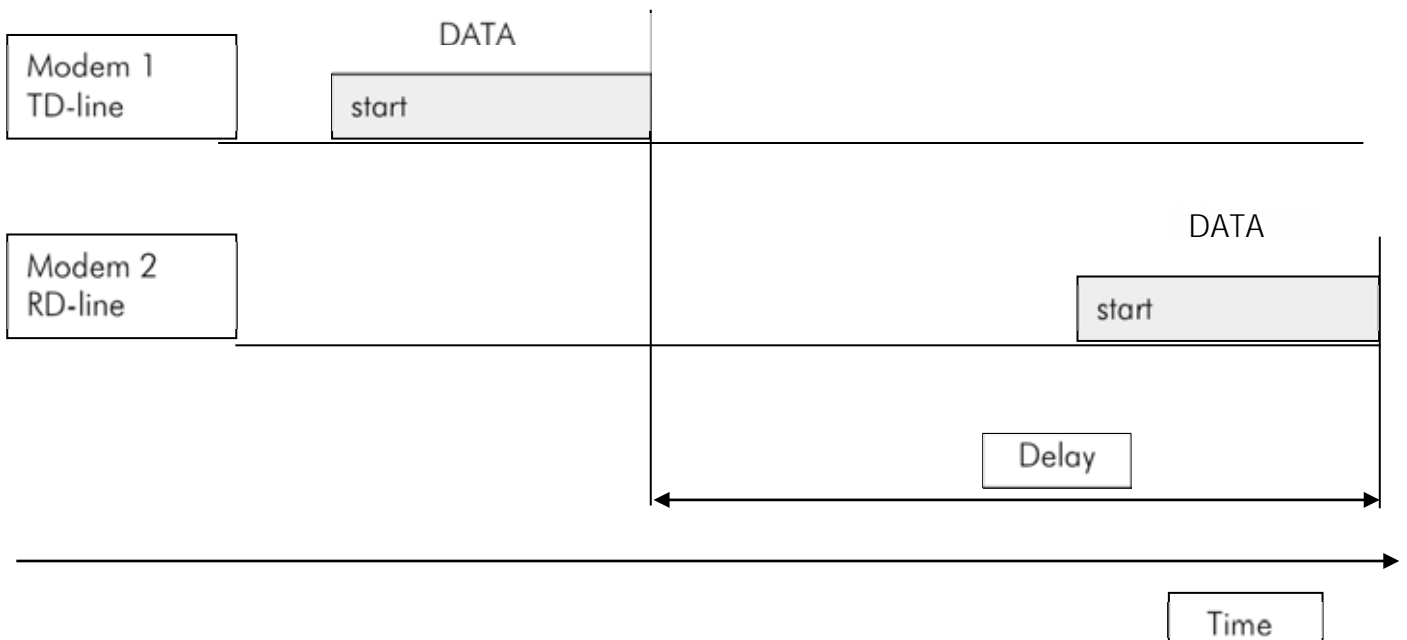 DATA
Modem 1
TD-line
start
DATA
Modem 2
RD-line
start
Delay
Time